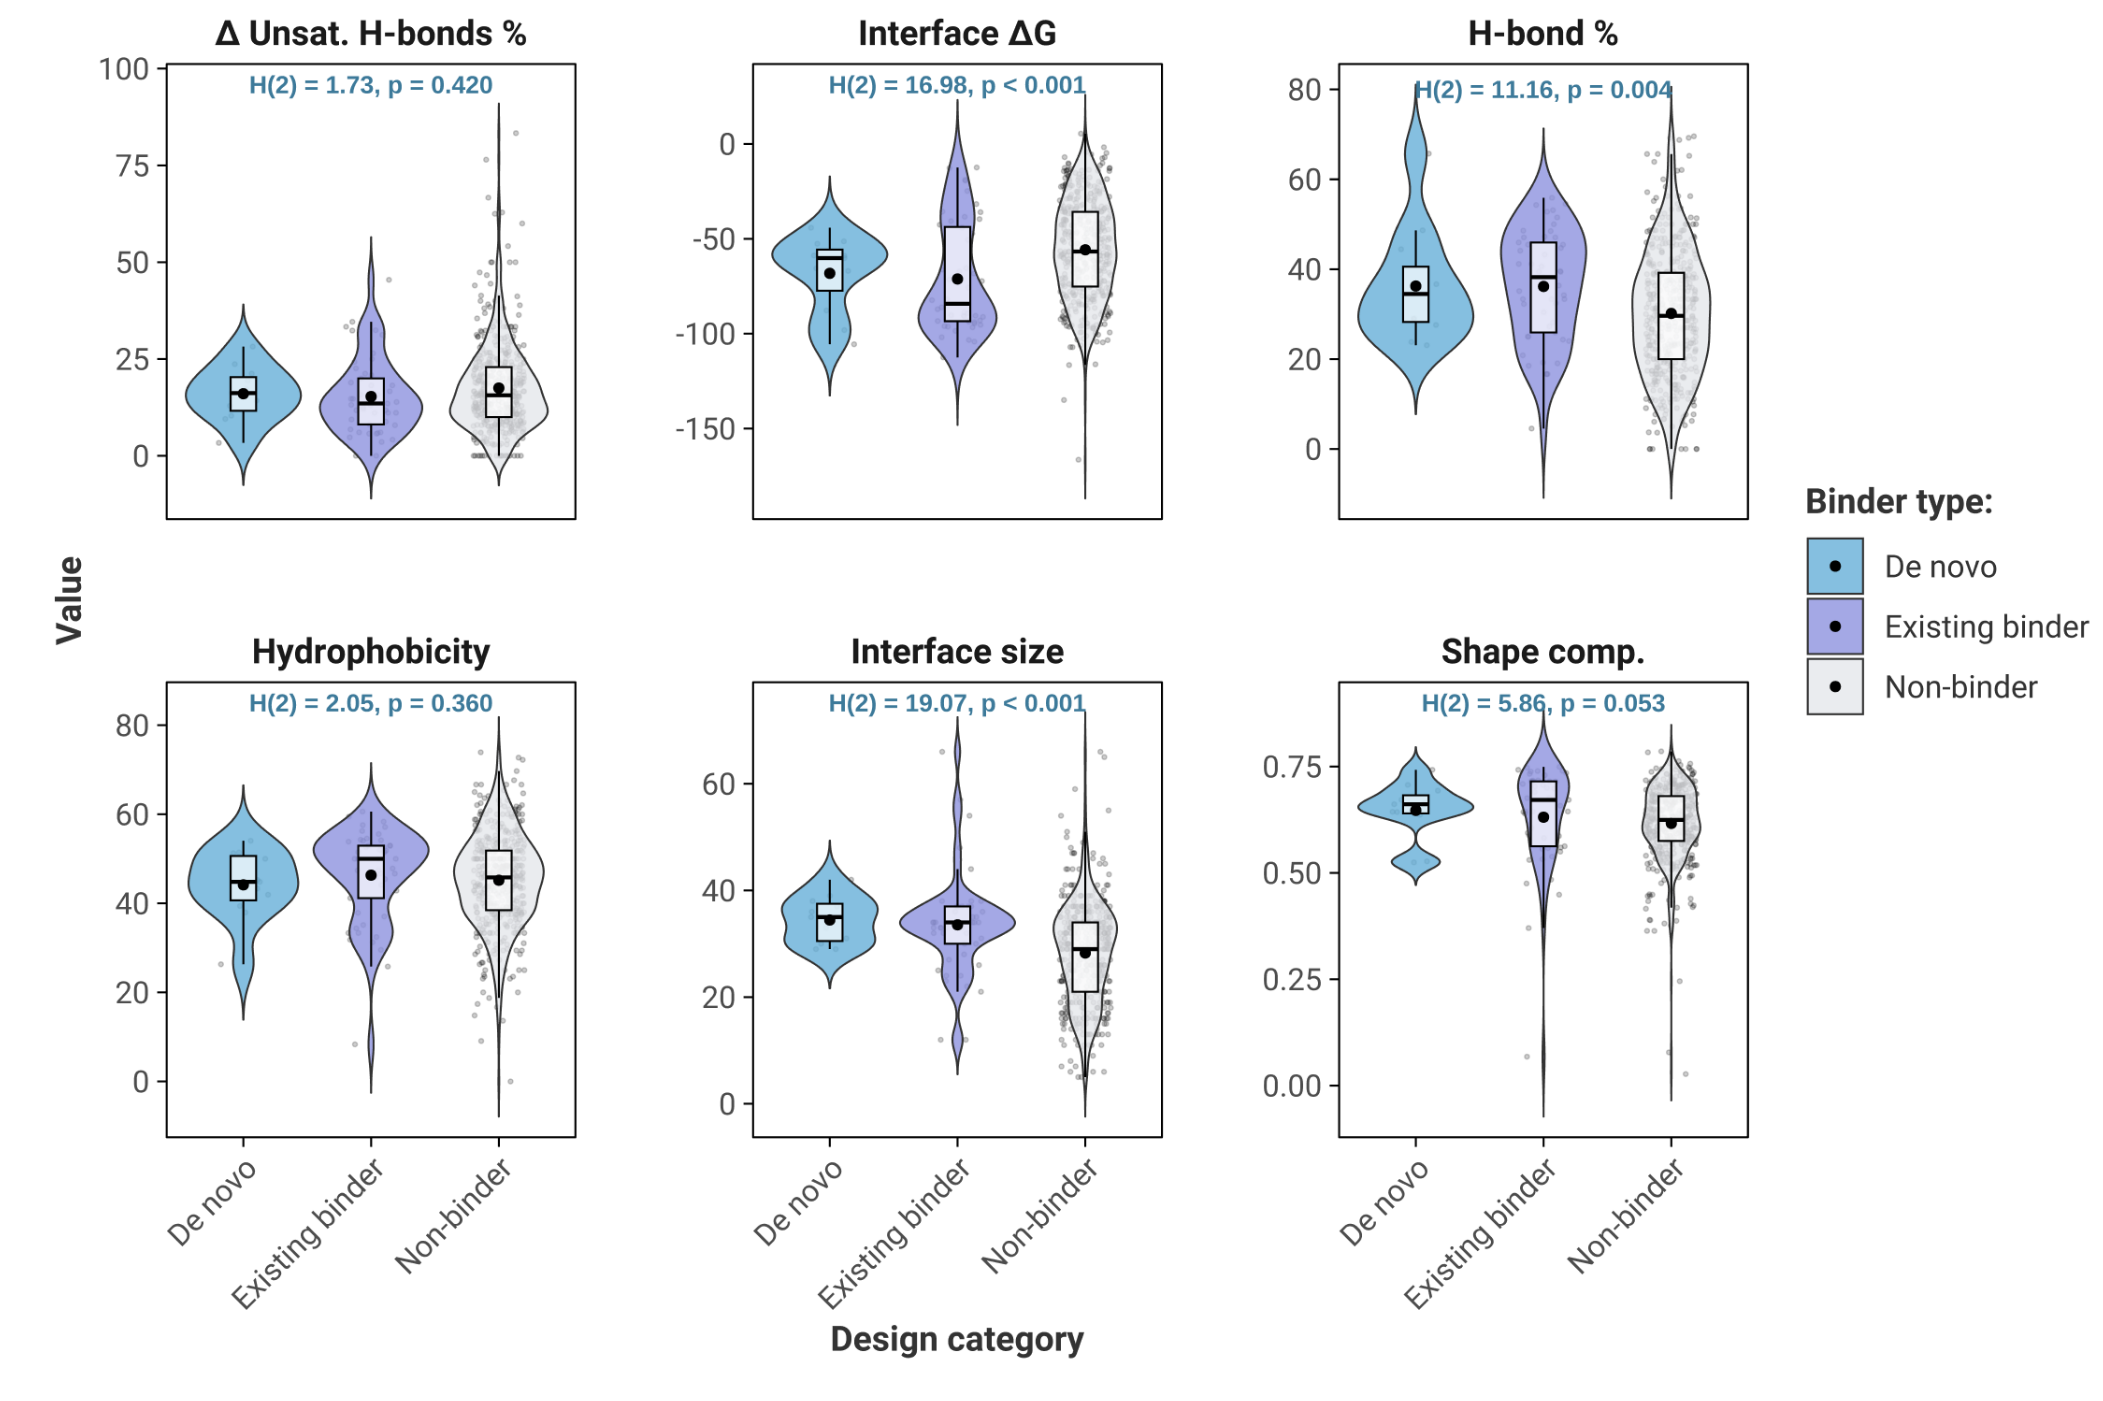 Δ Unsat. H-bonds %
H(2) = 1.73, p = 0.420
100
75
50
25
0
Interface ΔG
H(2) = 16.98, p < 0.001
0
-50
-100
-150
H-bond %
H(2) = 11.16, p = 0.004
80
60
40
20
0
Value
Hydrophobicity
H(2) = 2.05, p = 0.360
80
60
40
20
0
De novo
Existing binder
Non-binder
Interface size
H(2) = 19.07, p < 0.001
60
40
20
0
De novo
Existing binder
Non-binder
Shape comp.
H(2) = 5.86, p = 0.053
0.75
0.50
0.25
0.00
De novo
Existing binder
Non-binder
Design category
Binder type:
De novo
Existing binder
Non-binder